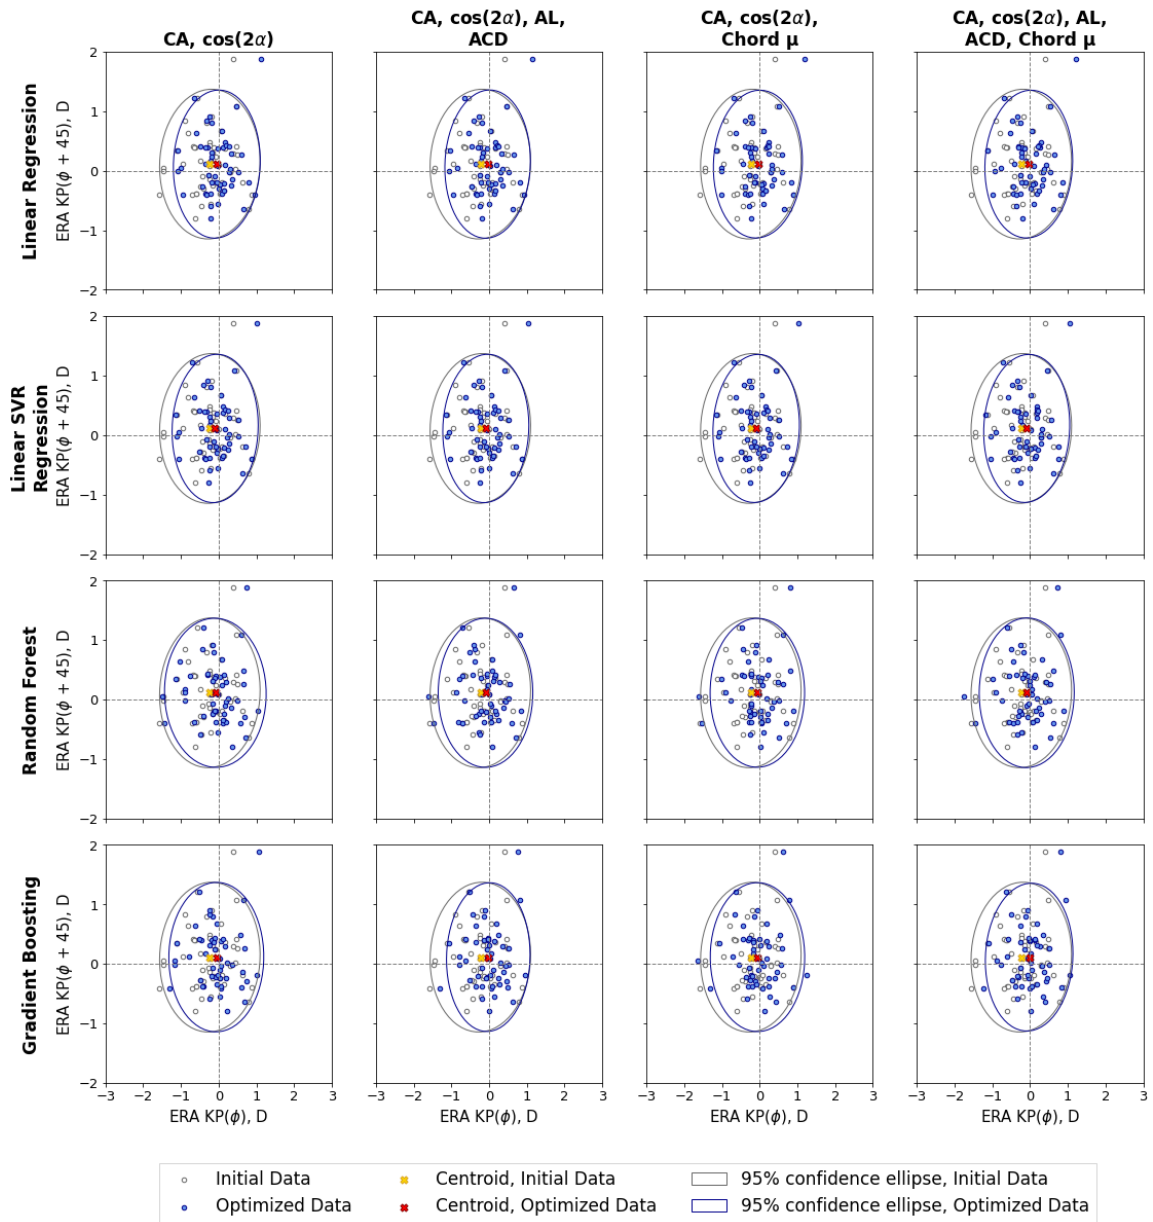 CA, cos(2α)
CA, cos(2α), AL,
ACD
CA, cos(2α),
Chord μ
CA, cos(2α), AL,
ACD, Chord μ
Linear Regression
ERA KP(ϕ + 45), D
2
1
0
−1
−2
Linear SVR
Regression
ERA KP(ϕ + 45), D
2
1
0
−1
−2
Random Forest
ERA KP(ϕ + 45), D
2
1
0
−1
−2
Gradient Boosting
ERA KP(ϕ + 45), D
2
1
0
−1
−2
−3 −2 −1 0 1 2 3
ERA KP(ϕ), D
−3 −2 −1 0 1 2 3
ERA KP(ϕ), D
−3 −2 −1 0 1 2 3
ERA KP(ϕ), D
−3 −2 −1 0 1 2 3
ERA KP(ϕ), D
Initial Data
Optimized Data
Centroid, Initial Data
Centroid, Optimized Data
95% confidence ellipse, Initial Data
95% confidence ellipse, Optimized Data